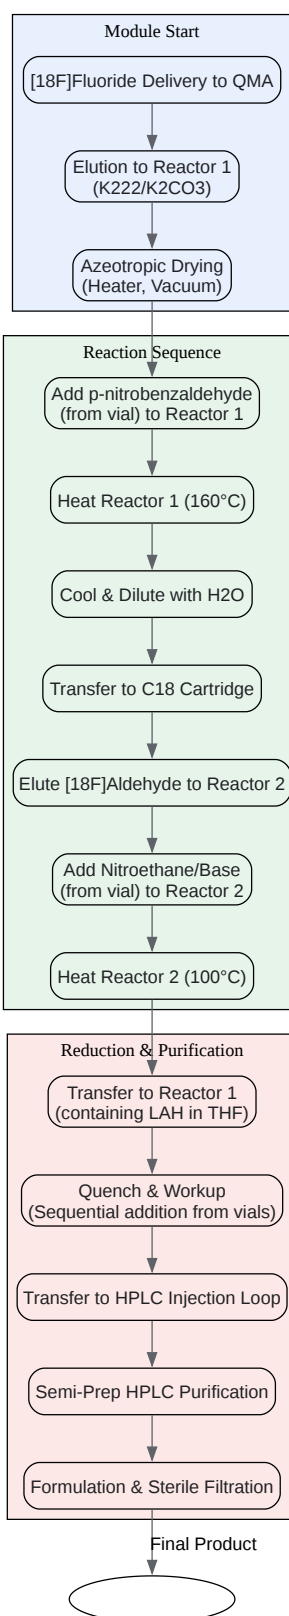 Module Start
[18F]Fluoride Delivery to QMA
Elution to Reactor 1
(K222/K2CO3)
Azeotropic Drying
(Heater, Vacuum)
Reaction Sequence
Add p-nitrobenzaldehyde
(from vial) to Reactor 1
Heat Reactor 1 (160°C)
Cool & Dilute with H2O
Transfer to C18 Cartridge
Elute [18F]Aldehyde to Reactor 2
Add Nitroethane/Base
(from vial) to Reactor 2
Heat Reactor 2 (100°C)
Reduction & Purification
Transfer to Reactor 1
(containing LAH in THF)
Quench & Workup
(Sequential addition from vials)
Transfer to HPLC Injection Loop
Semi-Prep HPLC Purification
Formulation & Sterile Filtration
Final Product